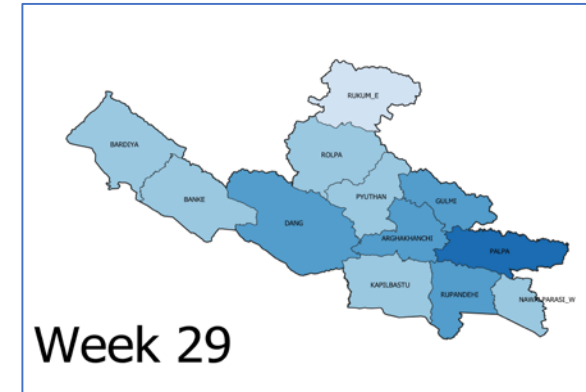 RUKUM_E
BARDIYA
ROLPA
BANKE
PYUTHAN
GULMI
DANG
ARGHAKHANCHI
PALPA
KAPILBASTU
RUPANDEHI
NAWALPARASI_W
Week 29